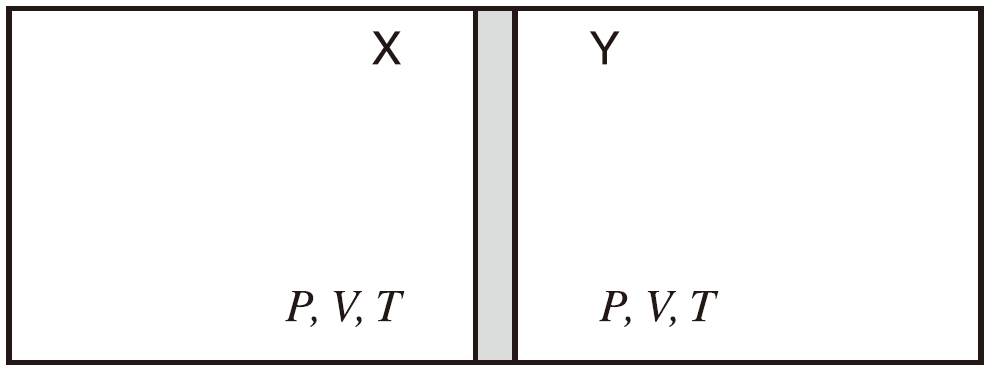 X Y
P, V, T P, V, T